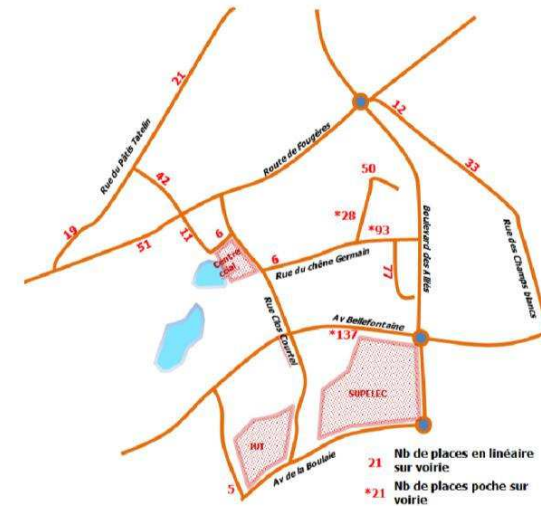 21
12
Rue du Pâtis Tatelin
Route de Fougères
33
42
50
*28
*93
19
51
11
6
6
Centre
Rue du chêne Germain
77
Boulevard des Alliés
Rue des Champs blancs
Rue Clos Courtel
Av Bellefontaine
*137
SUPELEC
IUT
5
Av de la Boulaie
21 Nb de places en linéaire
sur voirie
*21 Nb de places poche sur
voirie